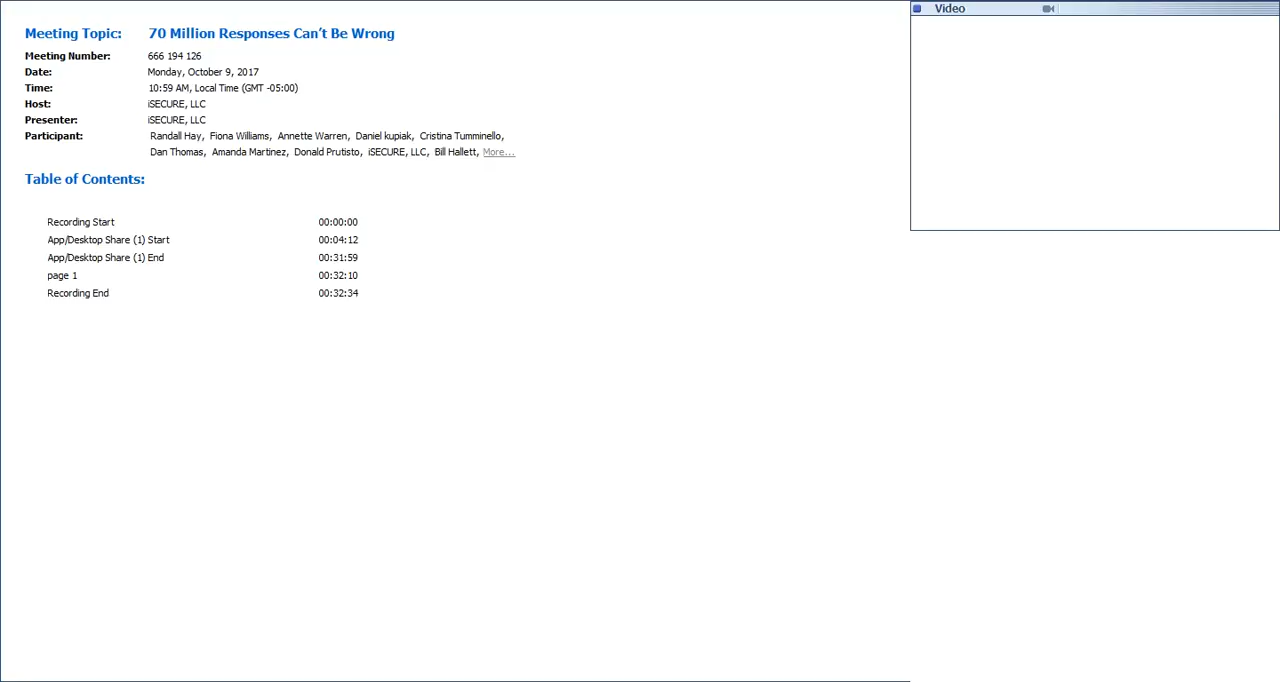 Meeting Topic: 70 Million Responses Can't Be Wrong
Meeting Number: 666 194 126
Date: Monday, October 9, 2017
Time: 10:59 AM, Local Time (GMT -05:00)
Host: iSECURE, LLC
Presenter: iSECURE, LLC
Participant: Randall Hay, Fiona Williams, Annette Warren, Daniel kupiak, Cristina Tumminello,
Dan Thomas, Amanda Martinez, Donald Prutisto, iSECURE, LLC, Bill Hallett, More...
Table of Contents:
Recording Start 00:00:00
App/Desktop Share (1) Start 00:04:12
App/Desktop Share (1) End 00:31:59
page 1 00:32:10
Recording End 00:32:34
Video